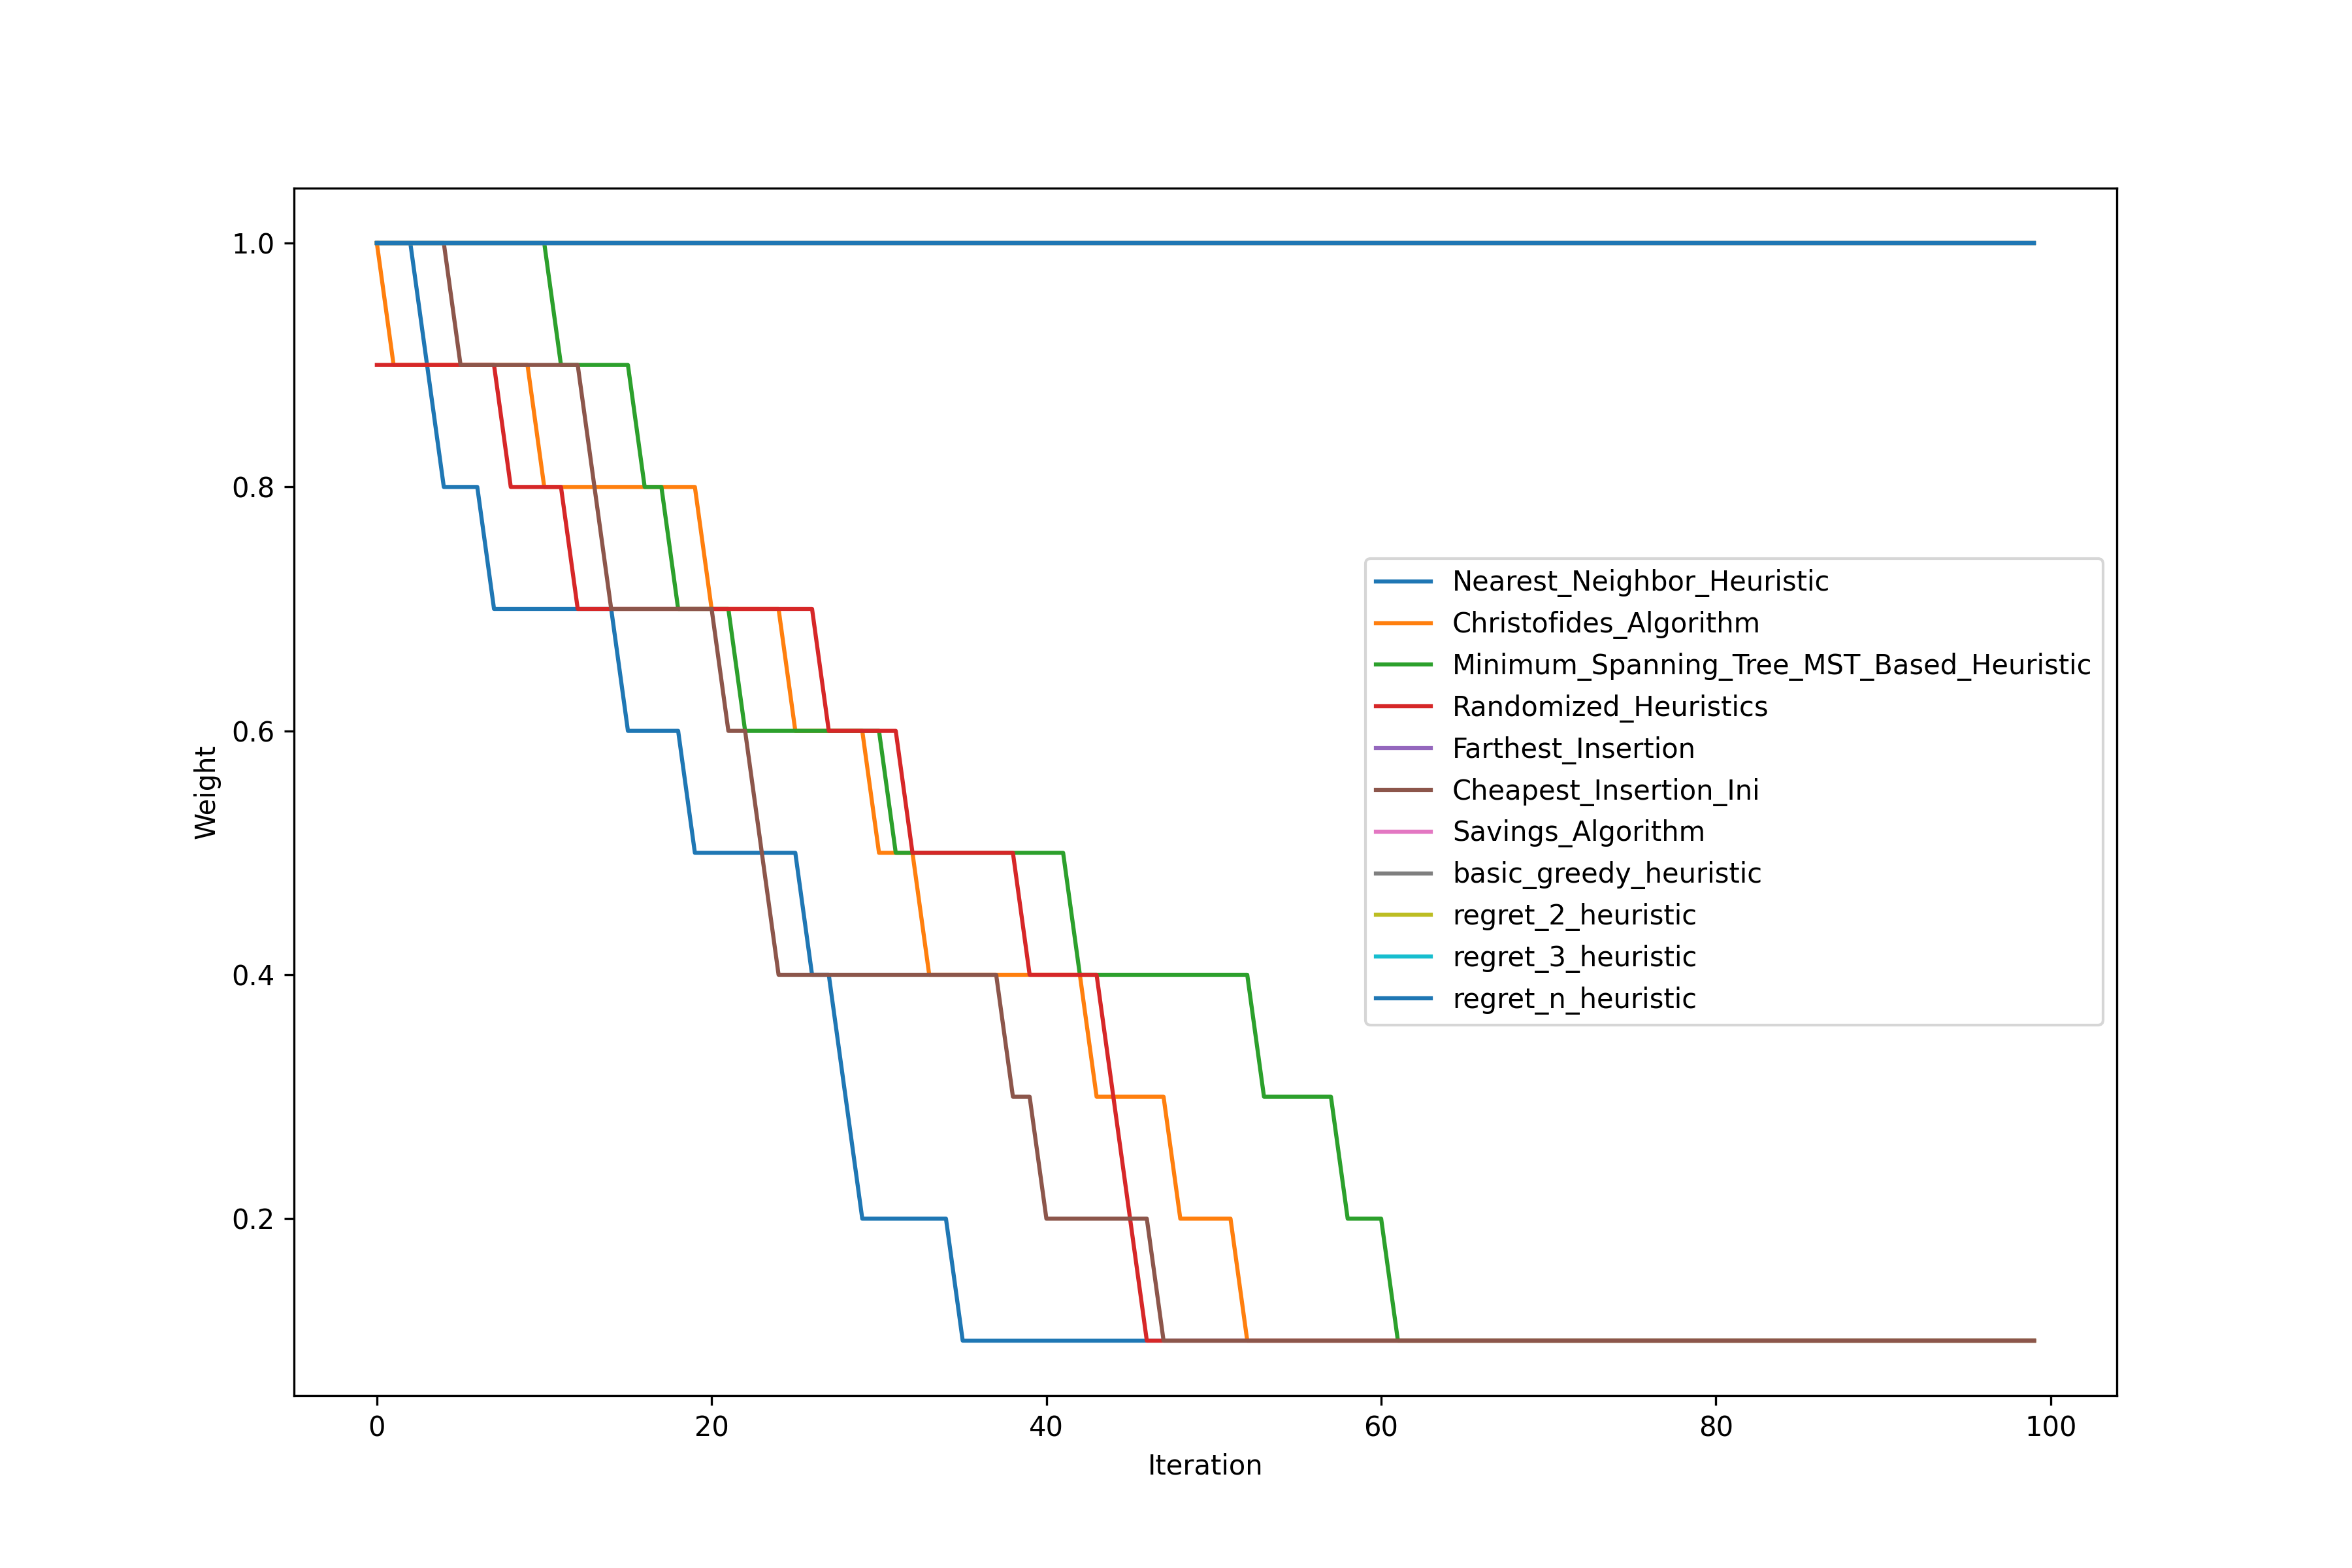 1.0
0.8
0.6
0.4
0.2
Weight
Nearest_Neighbor_Heuristic
Christofides_Algorithm
Minimum_Spanning_Tree_MST_Based_Heuristic
Randomized_Heuristics
Farthest_Insertion
Cheapest_Insertion_Ini
Savings_Algorithm
basic_greedy_heuristic
regret_2_heuristic
regret_3_heuristic
regret_n_heuristic
0 20 40 60 80 100
Iteration